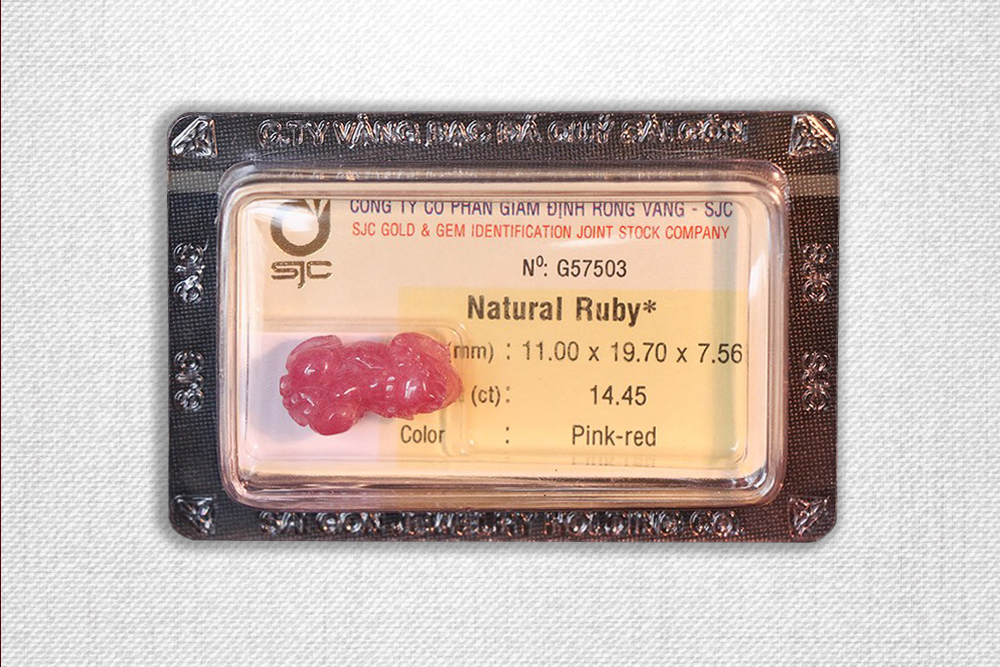 C.TY VÀNG BẠC ĐÁ QUÝ SÀI GÒN
SJC
CÔNG TY CỔ PHẦN GIÁM ĐỊNH RỒNG VÀNG - SJC
SJC GOLD & GEM IDENTIFICATION JOINT STOCK COMPANY
Nº: G57503
Natural Ruby*
(mm) : 11.00 x 19.70 x 7.56
(ct) : 14.45
Color : Pink-red
SAI GON JEWELRY HOLDING CO.